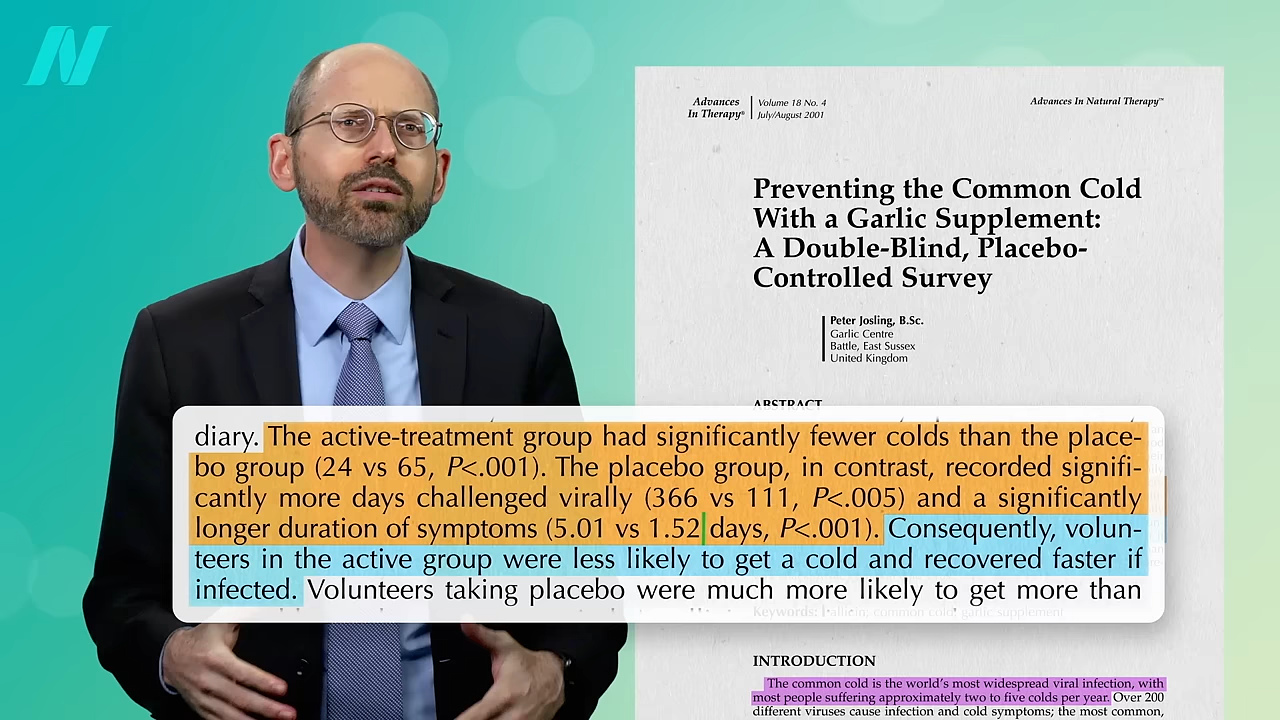 N
Advances
In Therapy®
Volume 18 No. 4
July/August 2001
Advances In Natural Therapy™
Preventing the Common Cold
With a Garlic Supplement:
A Double-Blind, Placebo-
Controlled Survey
Peter Josling, B.Sc.
Garlic Centre
Battle, East Sussex
United Kingdom
ABSTRACT
diary. The active-treatment group had significantly fewer colds than the place-
bo group (24 vs 65, P<.001). The placebo group, in contrast, recorded signifi-
cantly more days challenged virally (366 vs 111, P<.005) and a significantly
longer duration of symptoms (5.01 vs 1.52 days, P<.001). Consequently, volun-
teers in the active group were less likely to get a cold and recovered faster if
infected. Volunteers taking placebo were much more likely to get more than
Keywords: allicin; common cold; garlic supplement
INTRODUCTION
The common cold is the world's most widespread viral infection, with
most people suffering approximately two to five colds per year. Over 200
different viruses cause infection and cold symptoms; the most common,